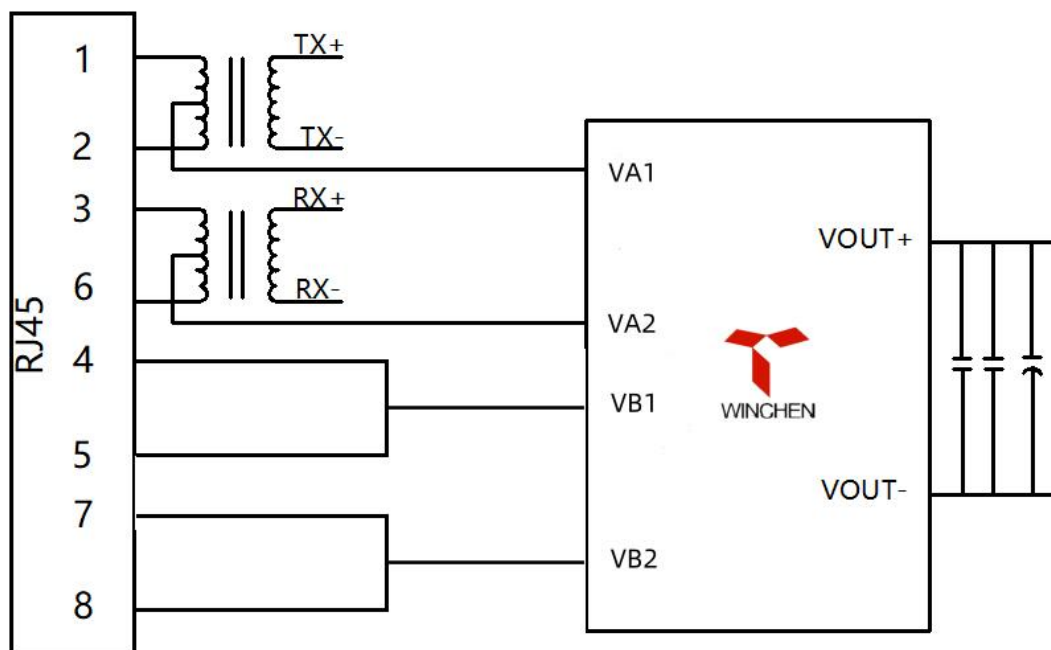 1
TX+
2
TX-
VA1
3
RX+
VOUT+
6
RX-
RJ45
VA2
4
VB1
WINCHEN
5
VOUT-
7
VB2
8